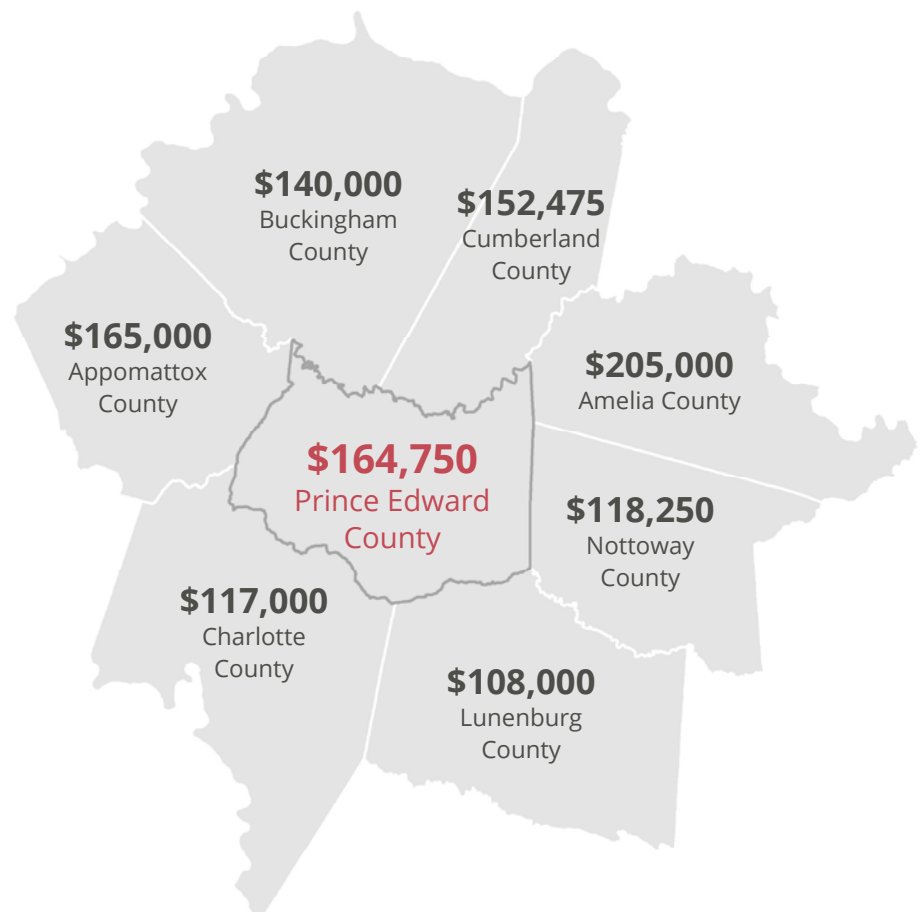 $140,000
Buckingham
County
$152,475
Cumberland
County
$165,000
Appomattox
County
$205,000
Amelia County
$164,750
Prince Edward
County
$118,250
Nottoway
County
$117,000
Charlotte
County
$108,000
Lunenburg
County